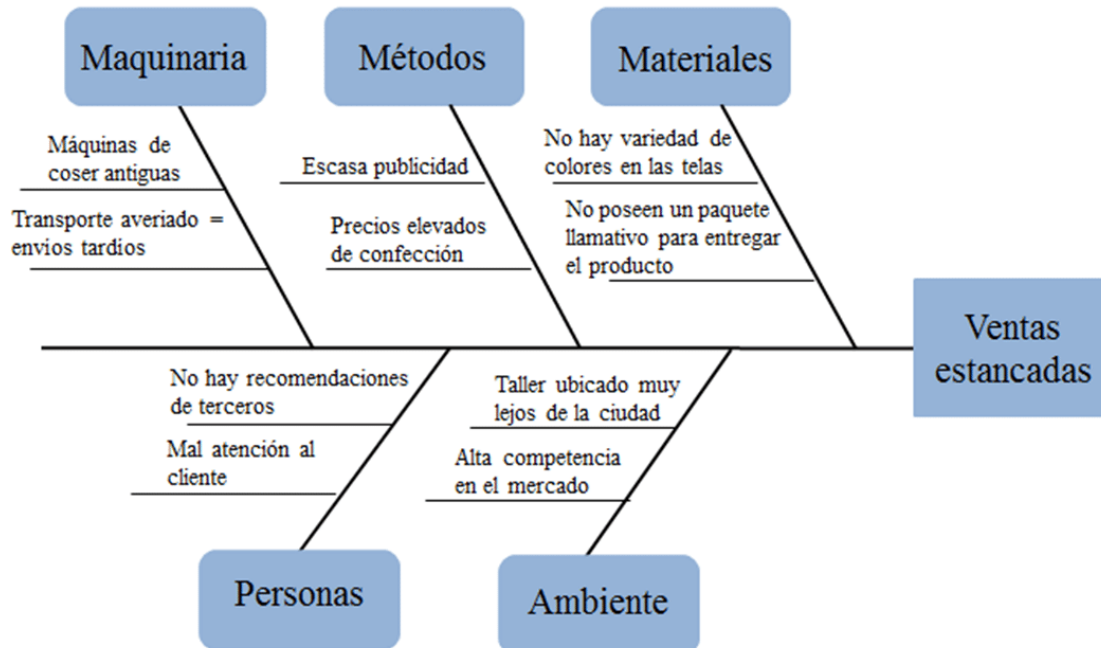 Maquinaria
Métodos
Materiales
Máquinas de
coser antiguas
Transporte averiado =
envios tardios
Escasa publicidad
Precios elevados
de confección
No hay variedad de
colores en las telas
No poseen un paquete
llamativo para entregar
el producto
Ventas
estancadas
No hay recomendaciones
de terceros
Mal atención al
cliente
Taller ubicado muy
lejos de la ciudad
Alta competencia
en el mercado
Personas
Ambiente